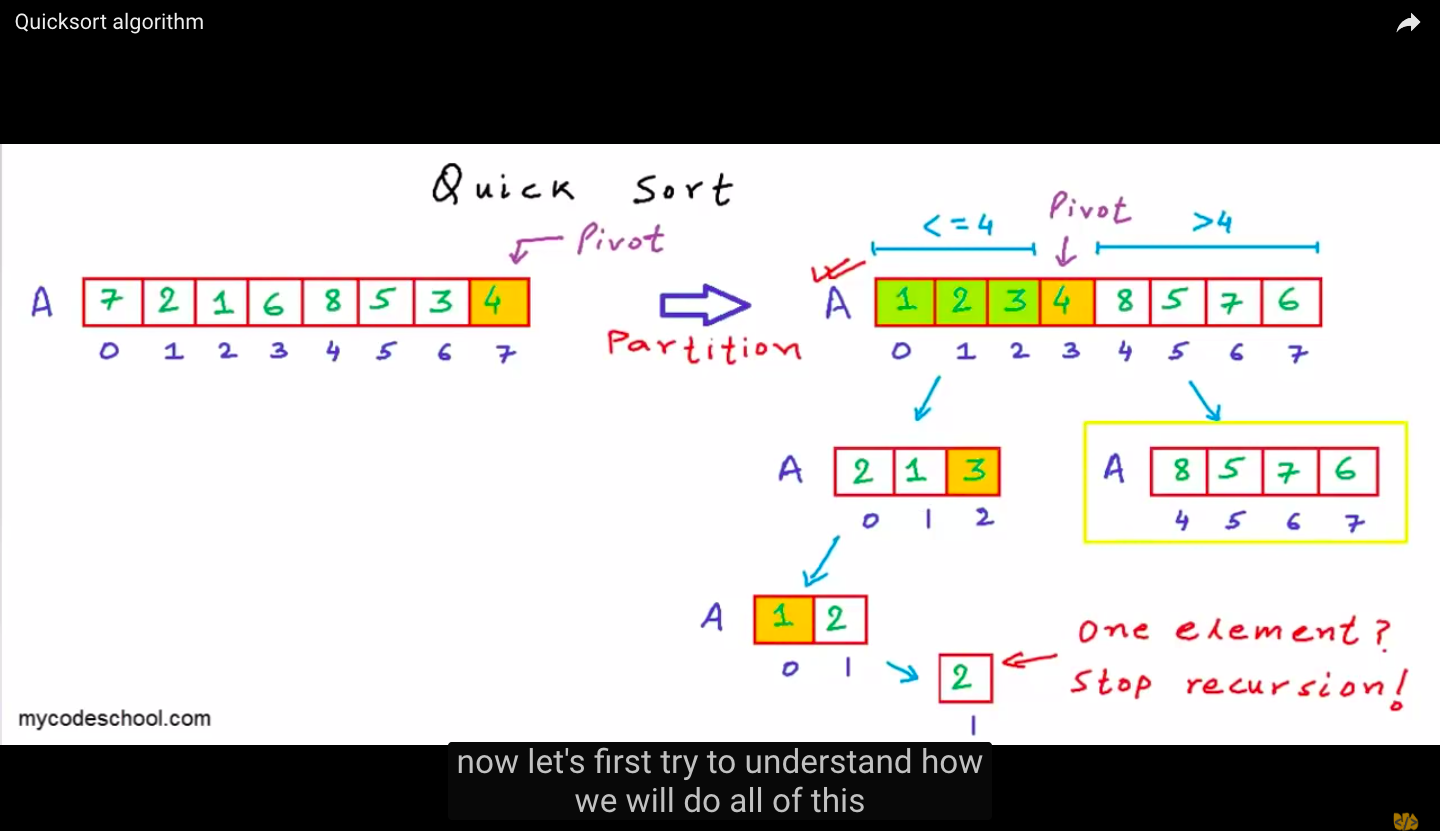 Quicksort algorithm
Quick Sort
Pivot
Pivot
<=4
>4
A 7 2 1 6 8 5 3 4
0 1 2 3 4 5 6 7
Partition
A 1 2 3 4 8 5 7 6
0 1 2 3 4 5 6 7
A 2 1 3
0 1 2
A 8 5 7 6
4 5 6 7
A 1 2
0 1
2
1
One element?
Stop recursion!
mycodeschool.com
now let's first try to understand how
we will do all of this